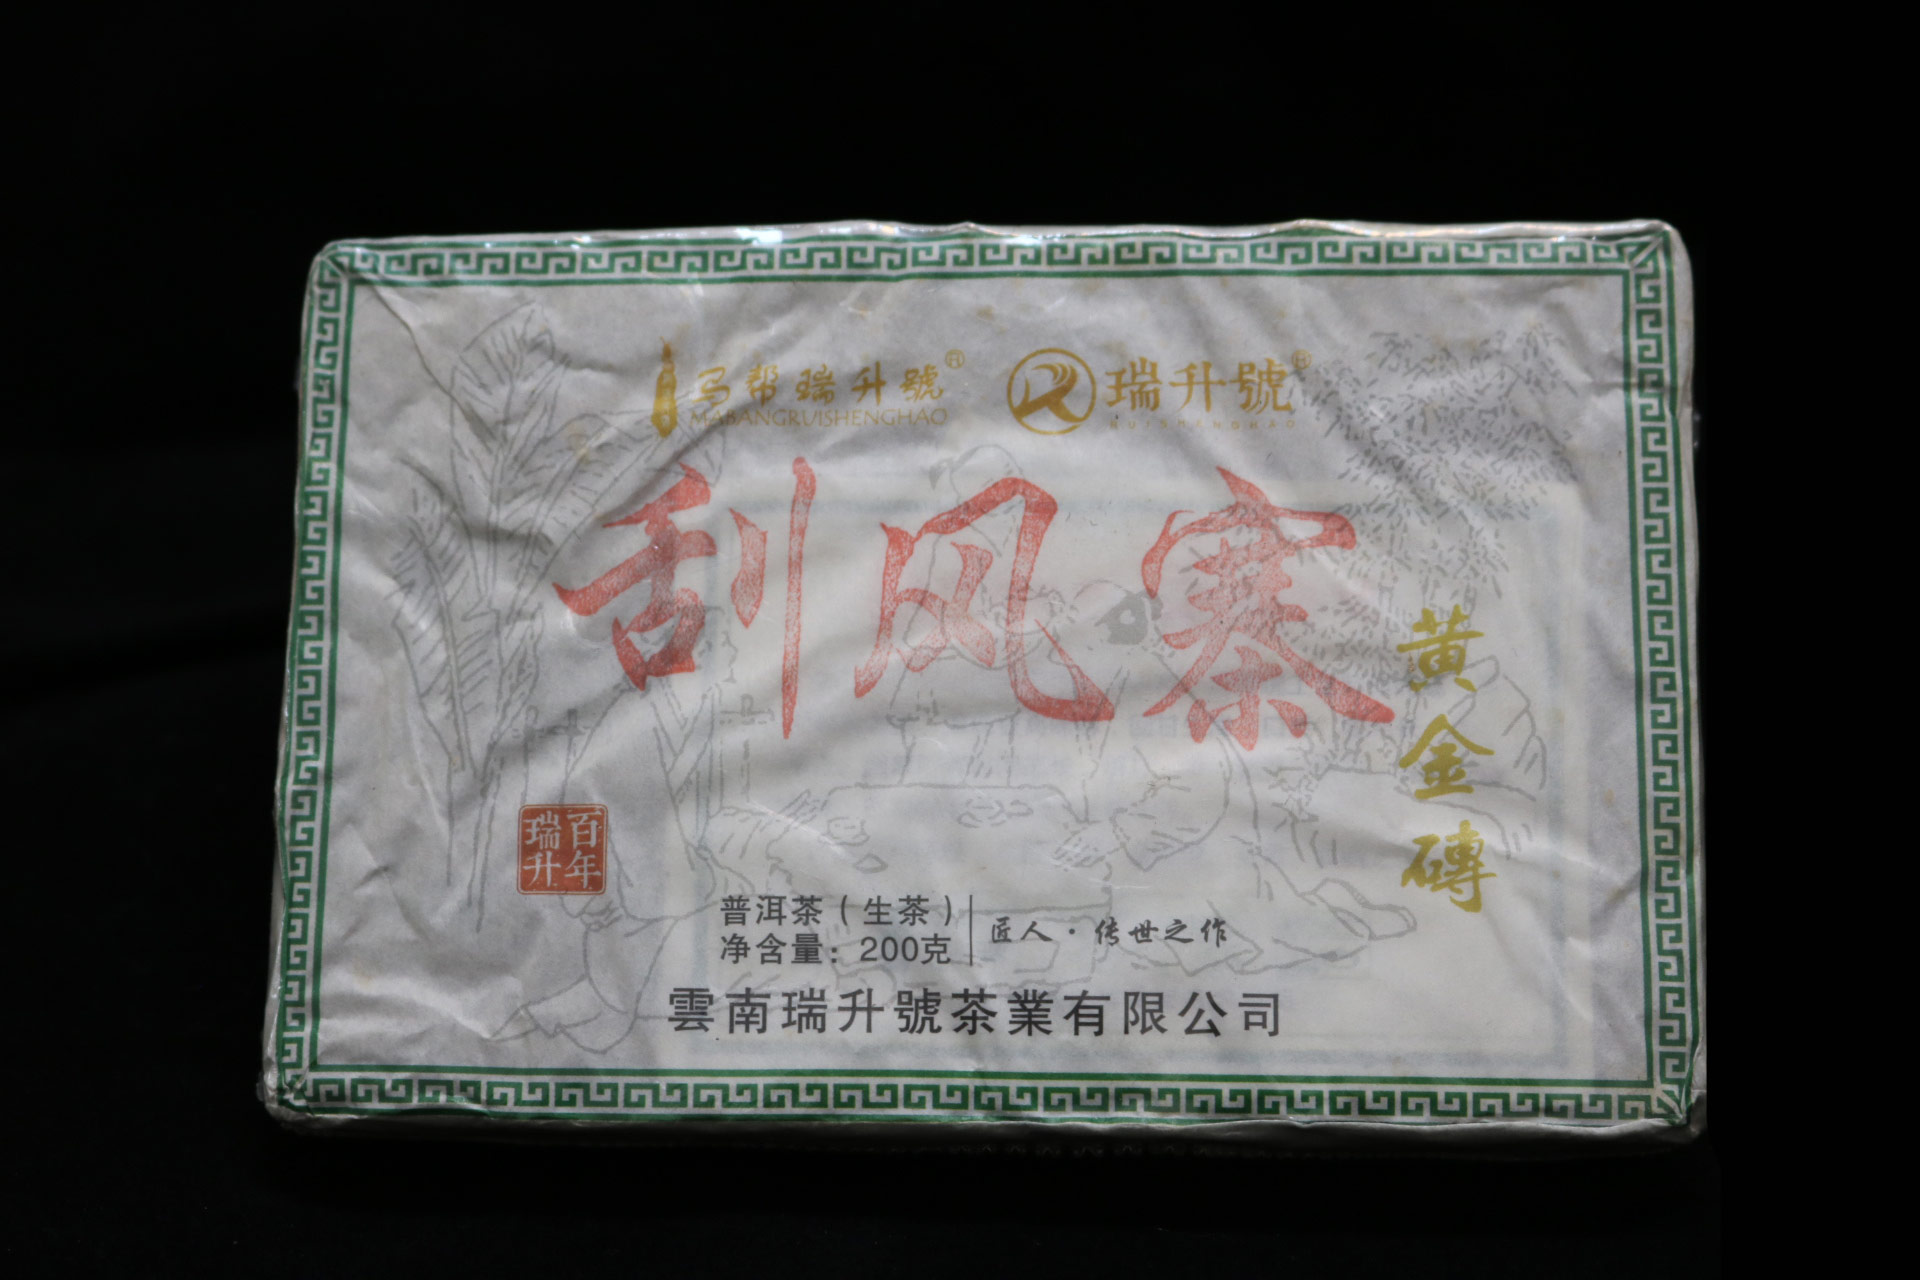 马帮瑞升號®
MABANGRUISHENGHAO
瑞升號®
RUISHENGHAO
刮风寨
黄金磚
百年
瑞升
普洱茶（生茶）
净含量：200克
匠人·传世之作
雲南瑞升號茶業有限公司